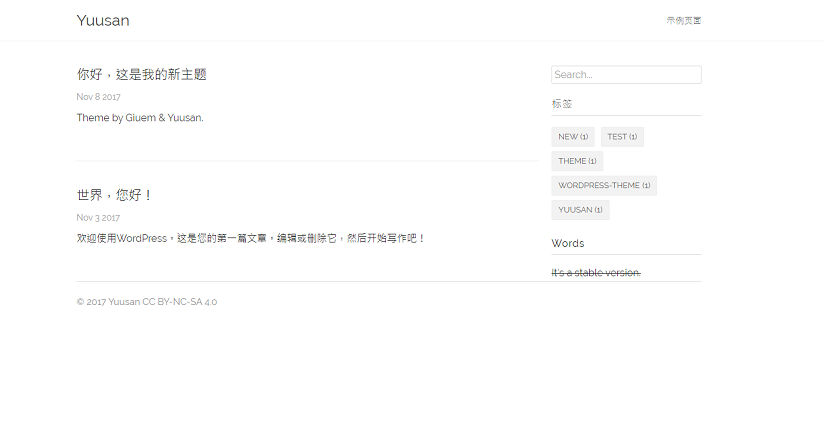 Yuusan
示例页面
你好，这是我的新主题
Nov 8 2017
Theme by Giuem & Yuusan.
世界，您好！
Nov 3 2017
欢迎使用WordPress。这是您的第一篇文章。编辑或删除它，然后开始写作吧！
Search...
标签
NEW (1) TEST (1)
THEME (1)
WORDPRESS-THEME (1)
YUUSAN (1)
Words
It's a stable version.
© 2017 Yuusan CC BY-NC-SA 4.0